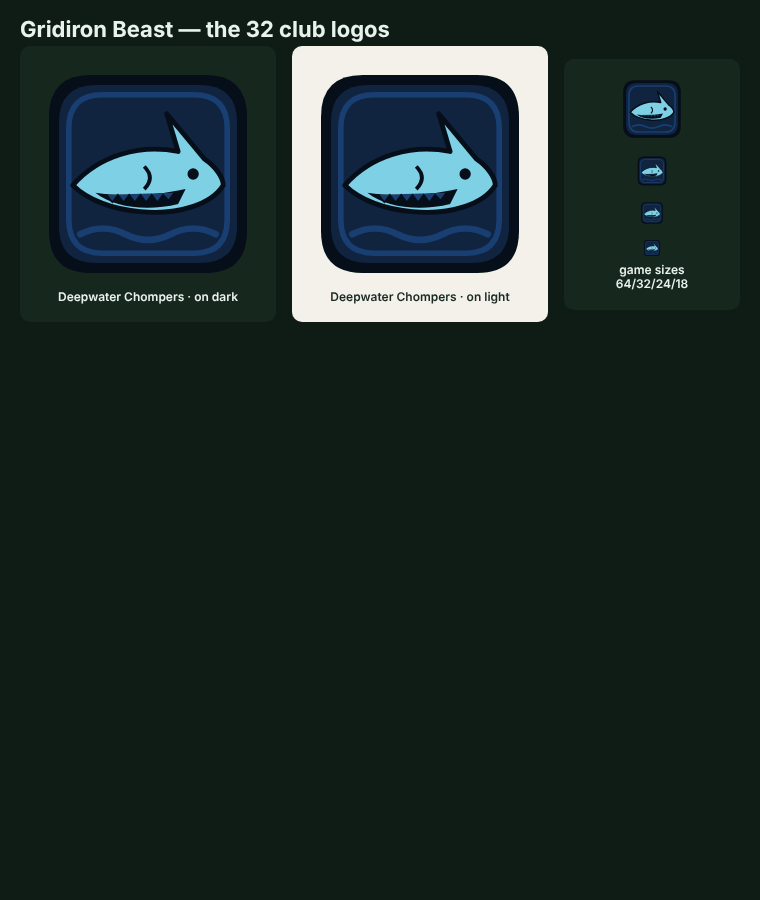 Gridiron Beast — the 32 club logos
Deepwater Chompers · on dark
Deepwater Chompers · on light
game sizes
64/32/24/18